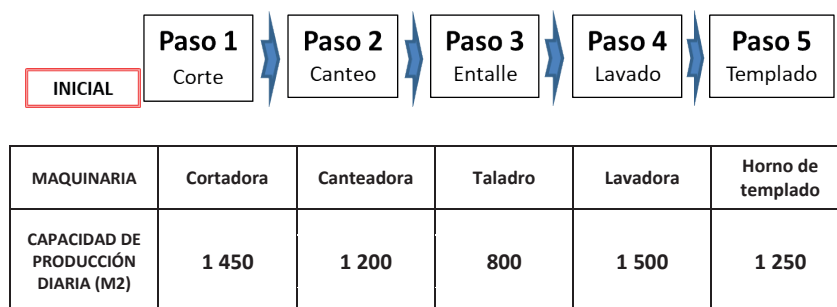 Paso 1
Corte
Paso 2
Canteo
Paso 3
Entalle
Paso 4
Lavado
Paso 5
Templado
INICIAL
MAQUINARIA
Cortadora
Canteadora
Taladro
Lavadora
Horno de
templado
CAPACIDAD DE
PRODUCCIÓN
DIARIA (M2)
1 450
1 200
800
1 500
1 250